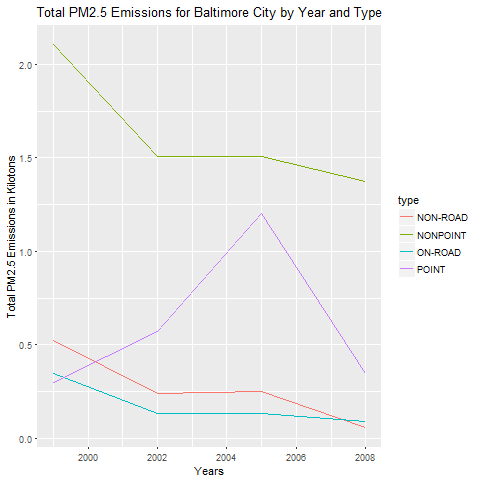 Total PM2.5 Emissions for Baltimore City by Year and Type
Total PM2.5 Emissions in Kilotons
2.0
1.5
1.0
0.5
0.0
2000
2002
2004
2006
2008
Years
type
NON-ROAD
NONPOINT
ON-ROAD
POINT